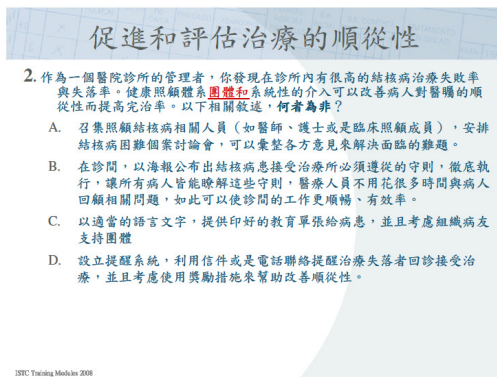 促進和評估治療的順從性
2. 作為一個醫院診所的管理者，你發現在診所內有很高的結核病治療失敗率
與失落率。健康照顧體系團體和系統性的介入可以改善病人對醫囑的順
從性而提高完治率。以下相關敘述，何者為非？
A. 召集照顧結核病相關人員（如醫師、護士或是臨床照顧成員），安排
結核病困難個案討論會，可以彙整各方意見來解決面臨的難題。
B. 在診間，以海報公布出結核病患接受治療所必須遵從的守則，徹底執
行，讓所有病人皆能瞭解這些守則，醫療人員不用花很多時間與病人
回顧相關問題，如此可以使診間的工作更順暢、有效率。
C. 以適當的語言文字，提供印好的教育單張給病患，並且考慮組織病友
支持團體
D. 設立提醒系統，利用信件或是電話聯絡提醒治療失落者回診接受治
療，並且考慮使用獎勵措施來幫助改善順從性。
ISTC Training Modules 2008